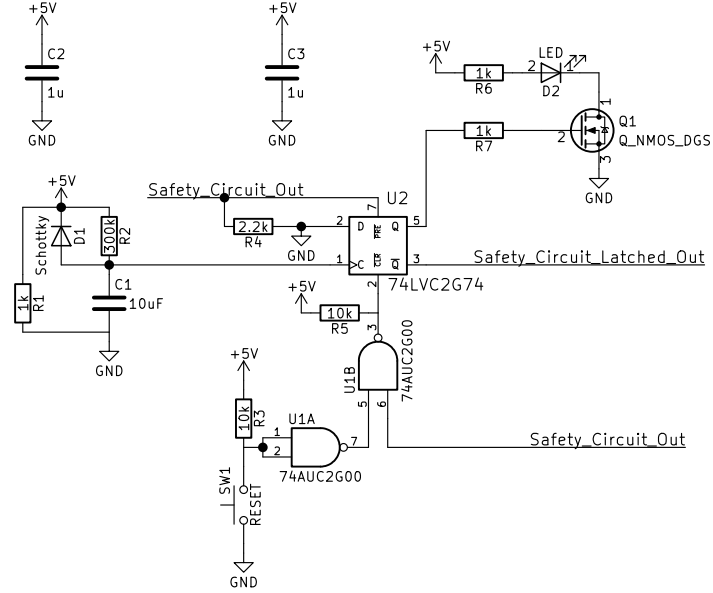 +5V
C2
1u
GND
+5V
C3
1u
GND
+5V
1k
R6
LED
2
1
D2
1
Q1
2
Q_NMOS_DGS
3
GND
1k
R7
+5V
Schottky
D1
300k
R2
1k
R1
C1
10uF
GND
Safety_Circuit_Out
2.2k
R4
GND
U2
7
2
D
PRE
Q
5
1
C
CLR
Q
3
2
74LVC2G74
Safety_Circuit_Latched_Out
+5V
10k
R5
3
U1B
74AUC2G00
5
6
Safety_Circuit_Out
+5V
10k
R3
U1A
1
2
7
74AUC2G00
SW1
RESET
GND